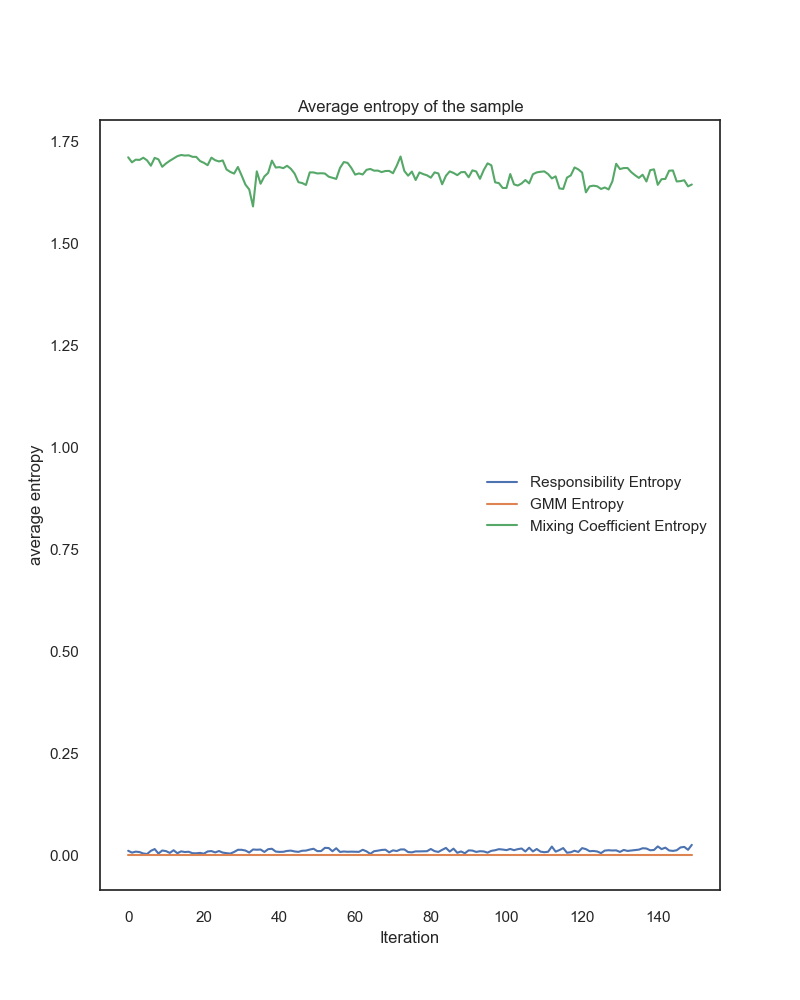 Average entropy of the sample
1.75
1.50
1.25
1.00
0.75
0.50
0.25
0.00
average entropy
Responsibility Entropy
GMM Entropy
Mixing Coefficient Entropy
0 20 40 60 80 100 120 140
Iteration